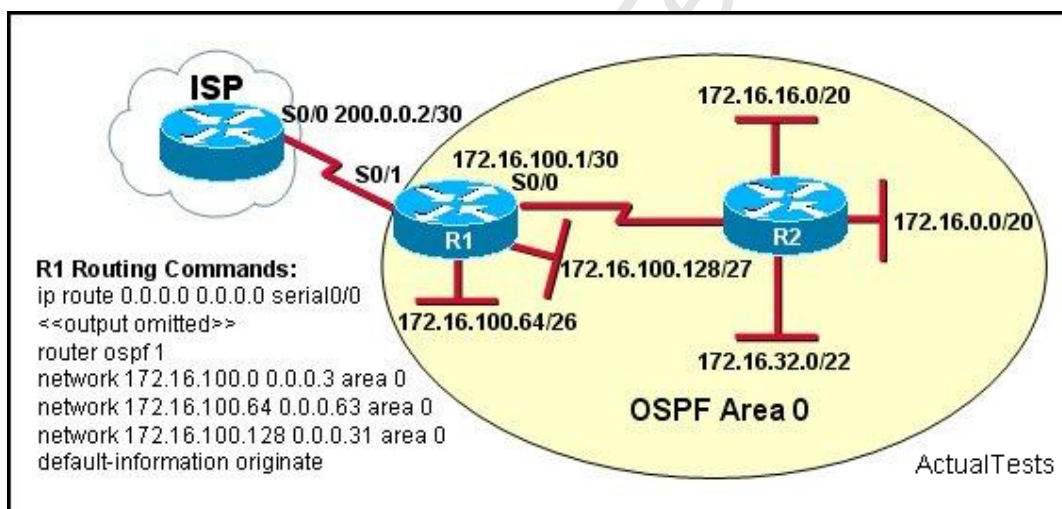 ISP
S0/0 200.0.0.2/30
S0/1
172.16.100.1/30
S0/0
R1
172.16.16.0/20
R2
172.16.0.0/20
172.16.100.128/27
172.16.100.64/26
172.16.32.0/22
OSPF Area 0
R1 Routing Commands:
ip route 0.0.0.0 0.0.0.0 serial0/0
<<output omitted>>
router ospf 1
network 172.16.100.0 0.0.0.3 area 0
network 172.16.100.64 0.0.0.63 area 0
network 172.16.100.128 0.0.0.31 area 0
default-information originate
ActualTests